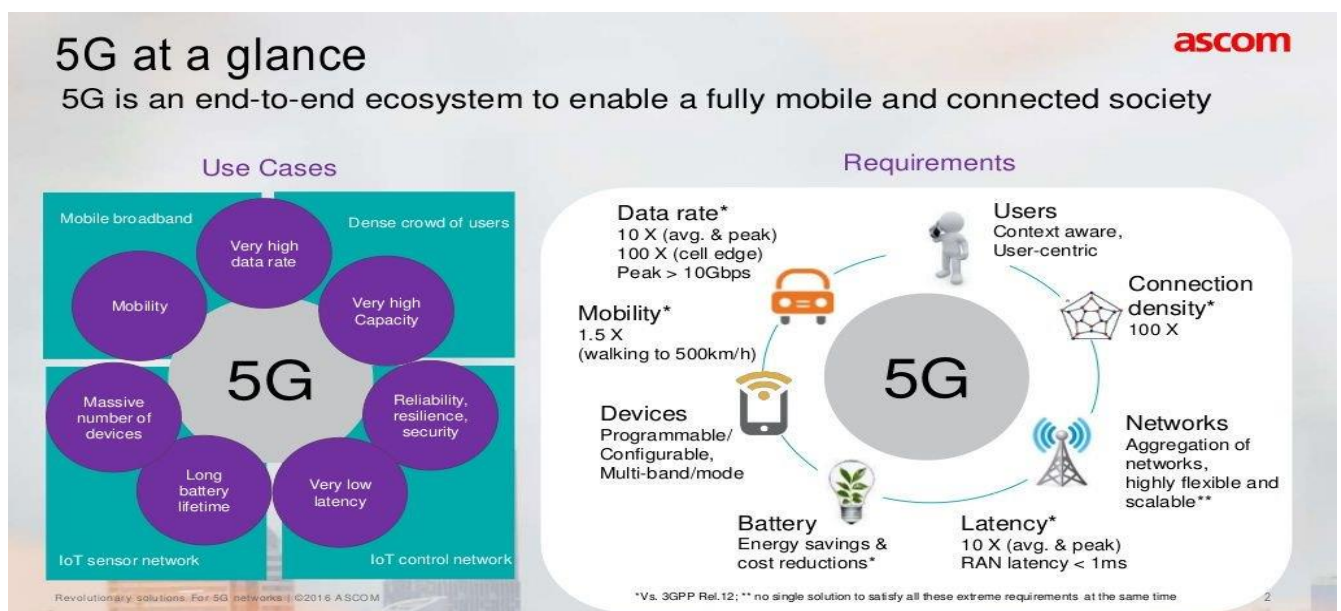 5G at a glance
ascom
5G is an end-to-end ecosystem to enable a fully mobile and connected society
Use Cases
Mobile broadband
Dense crowd of users
Very high
data rate
Mobility
Very high
Capacity
5G
Massive
number of
devices
Reliability,
resilience,
security
Long
battery
lifetime
Very low
latency
IoT sensor network
IoT control network
Requirements
Data rate*
10 X (avg. & peak)
100 X (cell edge)
Peak > 10Gbps
Users
Context aware,
User-centric
Mobility*
1.5 X
(walking to 500km/h)
Connection
density*
100 X
5G
Devices
Programmable/
Configurable,
Multi-band/mode
Networks
Aggregation of
networks,
highly flexible and
scalable**
Battery
Energy savings &
cost reductions*
Latency*
10 X (avg. & peak)
RAN latency < 1ms
Revolutionary solutions For 5G networks | ©2016 ASCOM
*Vs. 3GPP Rel.12; ** no single solution to satisfy all these extreme requirements at the same time
2